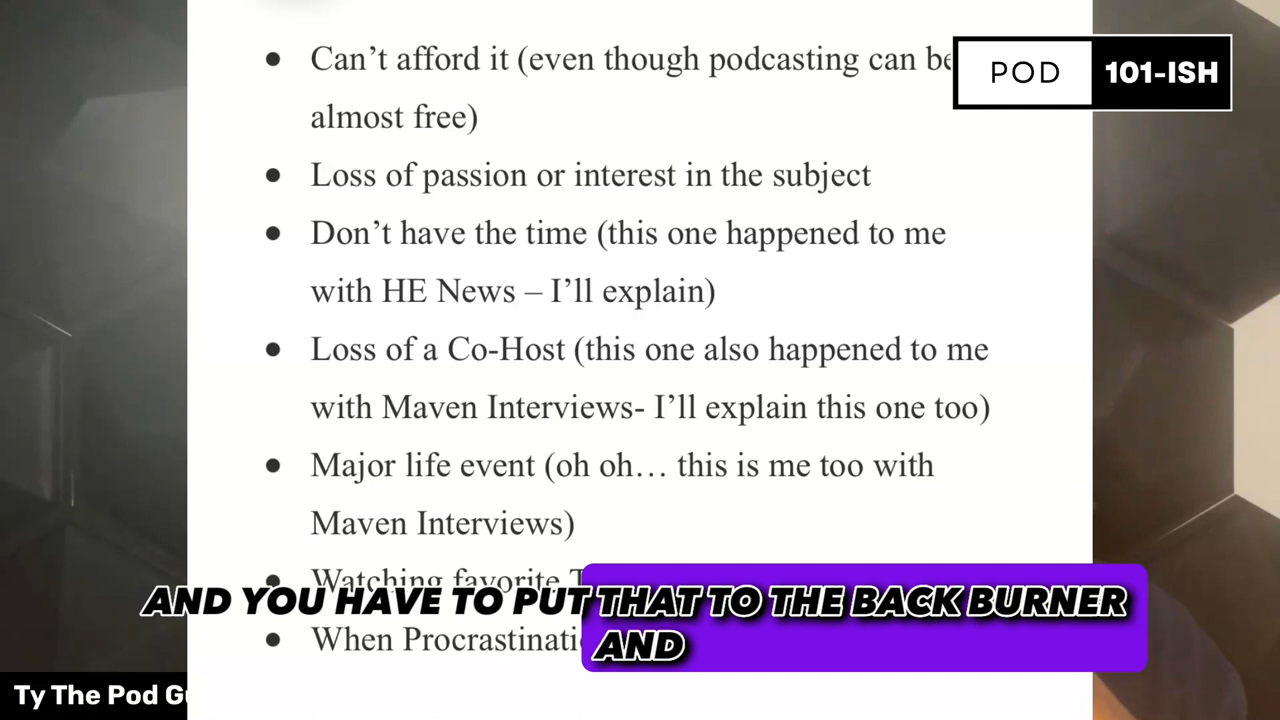 • Can’t afford it (even though podcasting can be
almost free)
• Loss of passion or interest in the subject
• Don’t have the time (this one happened to me
with HE News – I’ll explain)
• Loss of a Co-Host (this one also happened to me
with Maven Interviews- I’ll explain this one too)
• Major life event (oh oh… this is me too with
Maven Interviews)
• Watching favorite
• When
POD 101-ISH
AND YOU HAVE TO PUT THAT TO THE BACK BURNER
AND
Ty The Pod